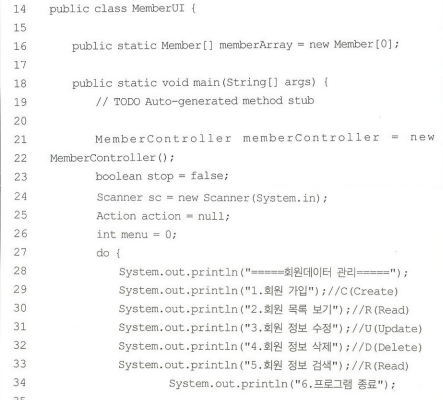 14 public class MemberUI {
15
16 public static Member[] memberArray = new Member[0];
17
18 public static void main(String[] args) {
19 // TODO Auto-generated method stub
20
21 MemberController memberController = new
22 MemberController();
23 boolean stop = false;
24 Scanner sc = new Scanner(System.in);
25 Action action = null;
26 int menu = 0;
27 do {
28 System.out.println("=====회원데이터 관리=====");
29 System.out.println("1.회원 가입");//C(Create)
30 System.out.println("2.회원 목록 보기");//R(Read)
31 System.out.println("3.회원 정보 수정");//U(Update)
32 System.out.println("4.회원 정보 삭제");//D(Delete)
33 System.out.println("5.회원 정보 검색");//R(Read)
34 System.out.println("6.프로그램 종료");